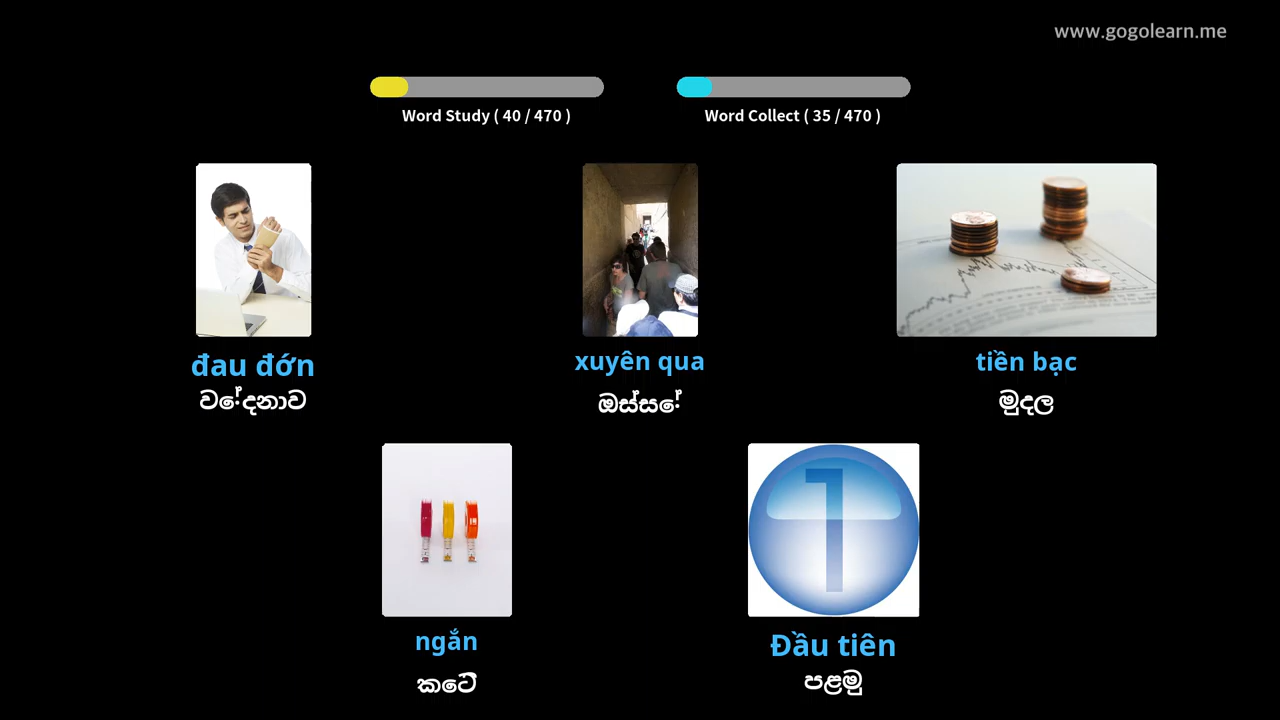 www.gogolearn.me
Word Study ( 40 / 470 )
Word Collect ( 35 / 470 )
đau đớn
වේදනාව
xuyên qua
ඔස්සේ
tiền bạc
මුදල
ngắn
කෙටි
Đầu tiên
පළමු
1